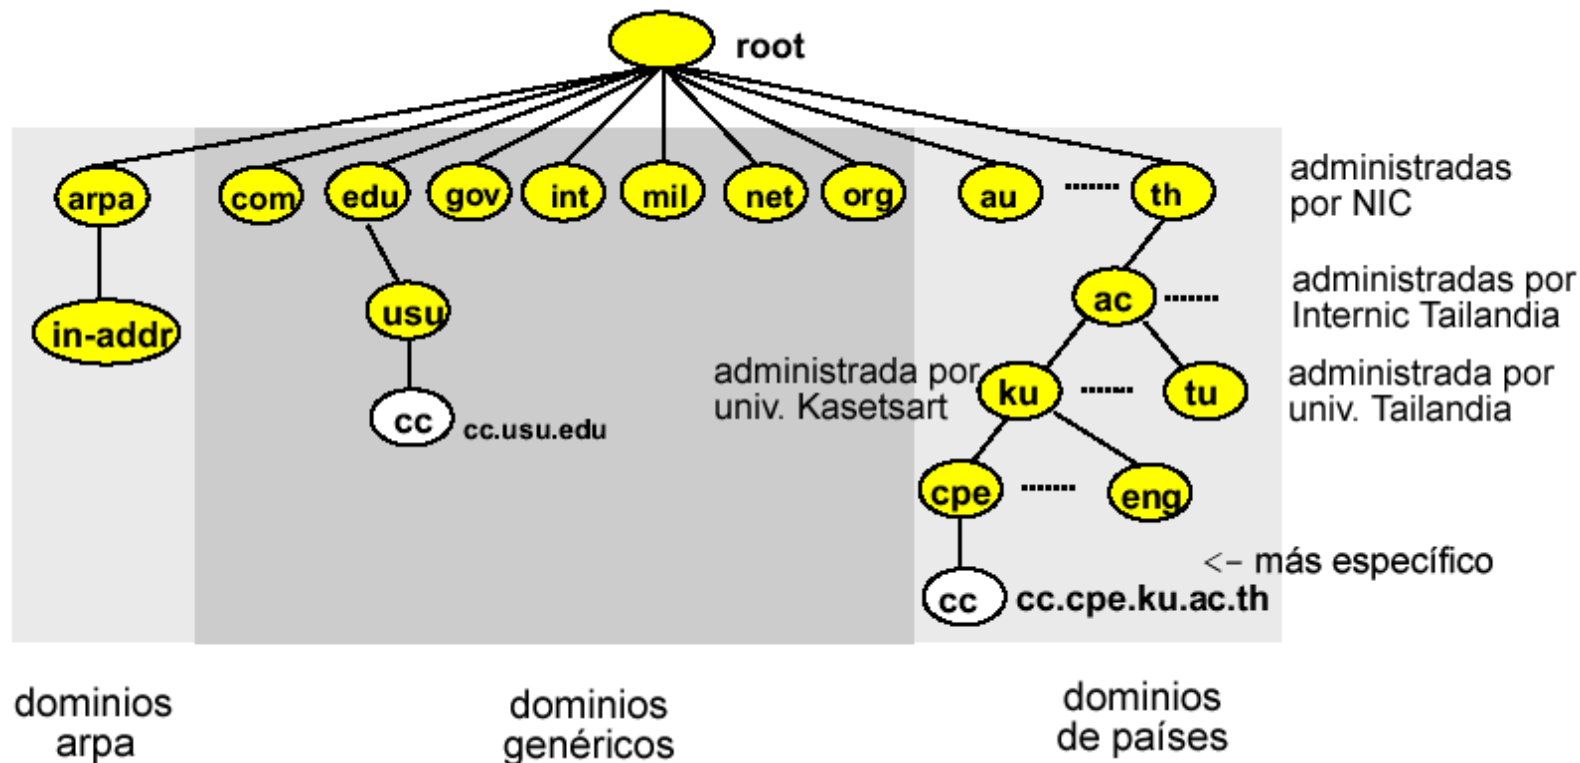 root
arpa com edu gov int mil net org au ....... th
administradas
por NIC
in-addr
usu
ac .......
administradas por
Internic Tailandia
cc
cc.usu.edu
administrada por
univ. Kasetsart
ku ....... tu
administrada por
univ. Tailandia
cpe ....... eng
<– más específico
cc
cc.cpe.ku.ac.th
dominios
arpa
dominios
genéricos
dominios
de países